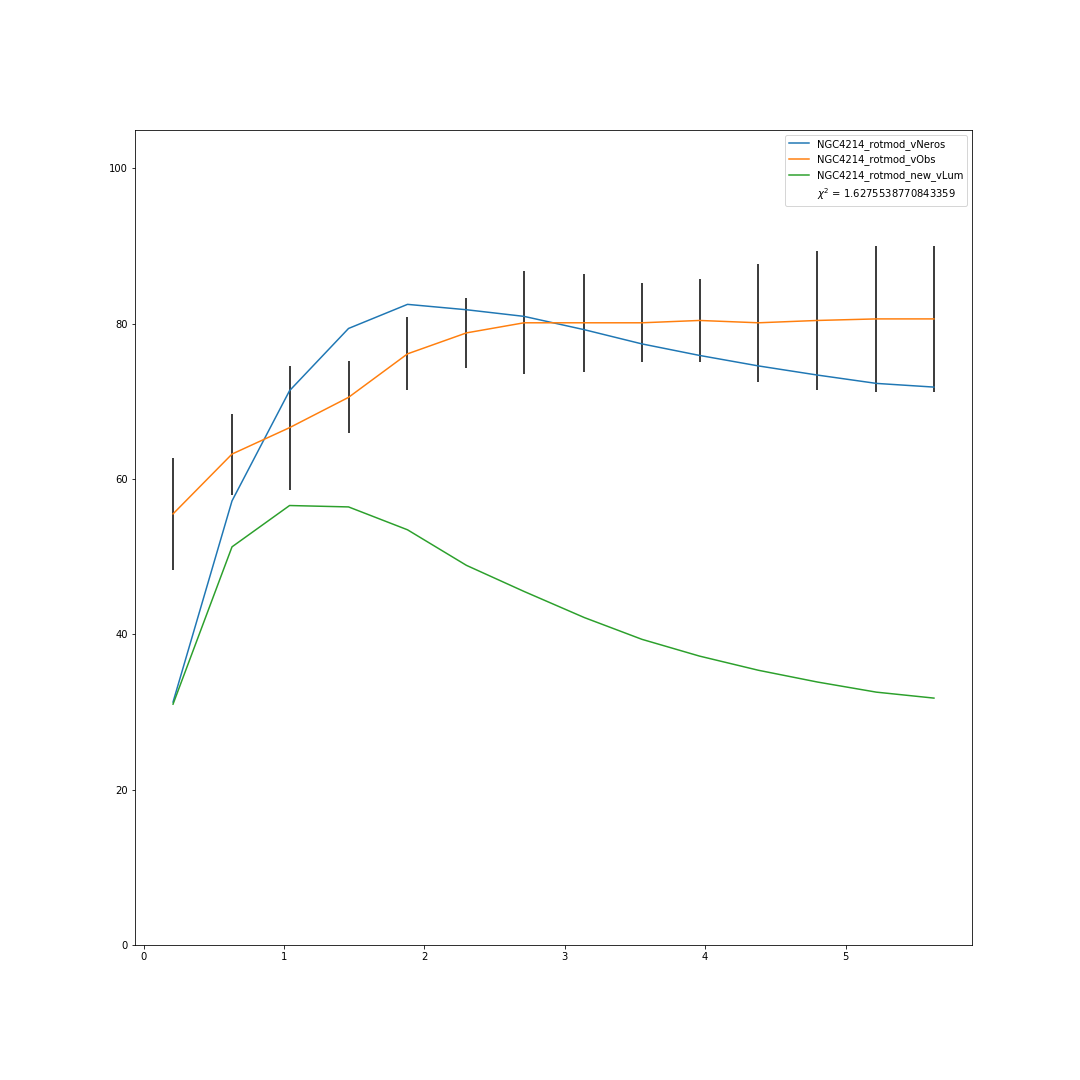 NGC4214_rotmod_vNeros
NGC4214_rotmod_vObs
NGC4214_rotmod_new_vLum
χ² = 1.6275538770843359
100
80
60
40
20
0
0 1 2 3 4 5